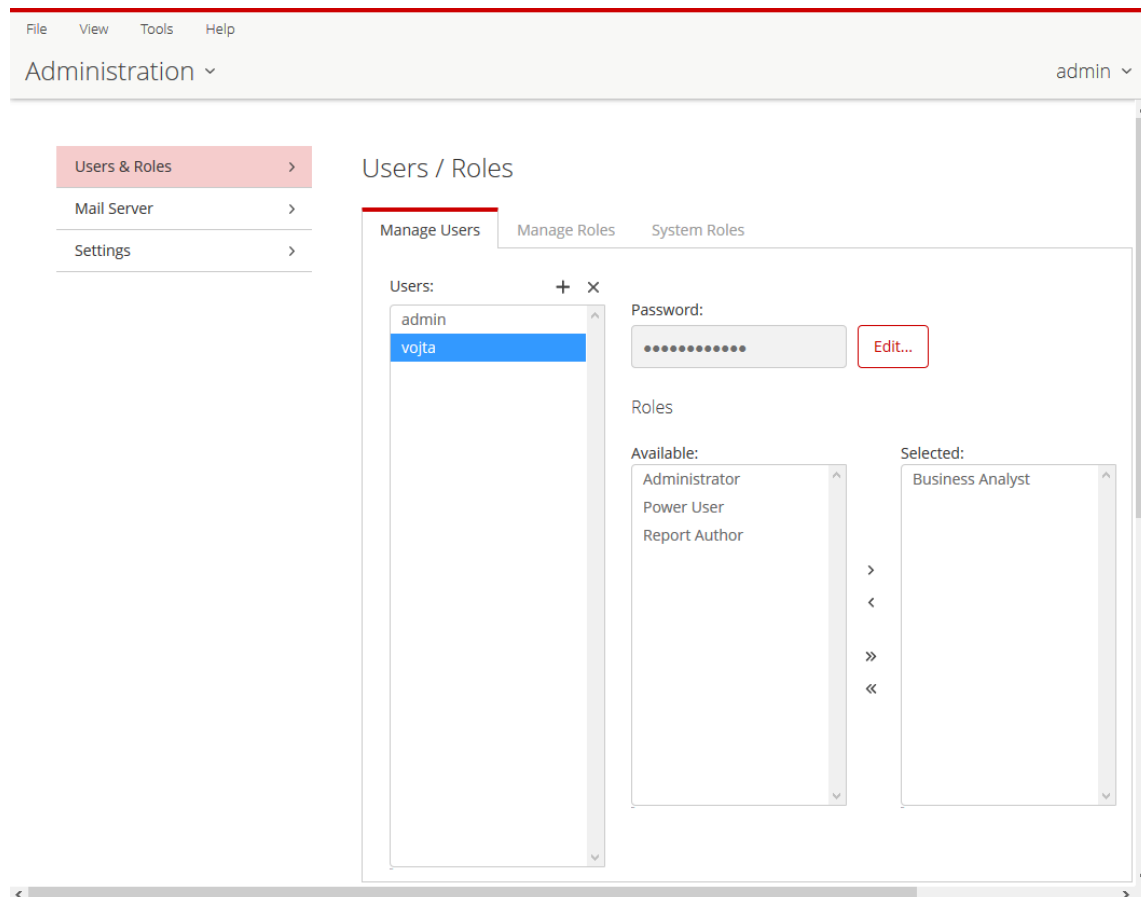 File View Tools Help
Administration
admin
Users & Roles
Mail Server
Settings
Users / Roles
Manage Users Manage Roles System Roles
Users:
admin
vojta
Password:
••••••••••••
Edit...
Roles
Available:
Administrator
Power User
Report Author
Selected:
Business Analyst